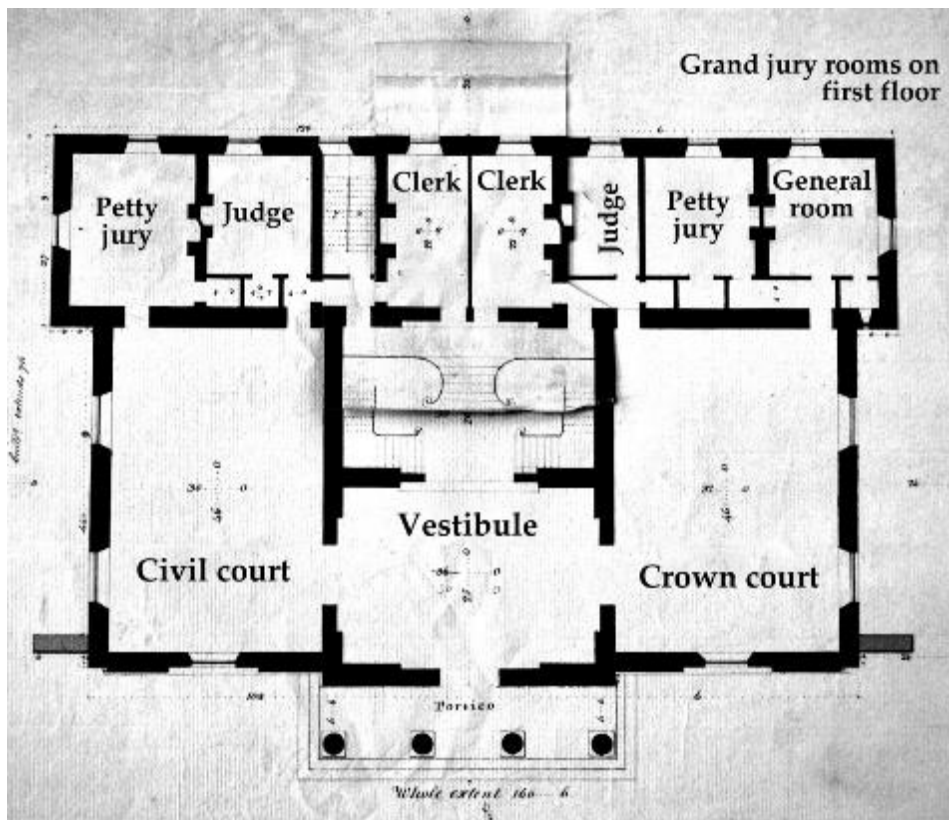 Grand jury rooms on
first floor
Petty
jury
Judge
Clerk
Clerk
Judge
Petty
jury
General
room
Vestibule
Civil court
Crown court
Portico
Whole extent 160 — 6